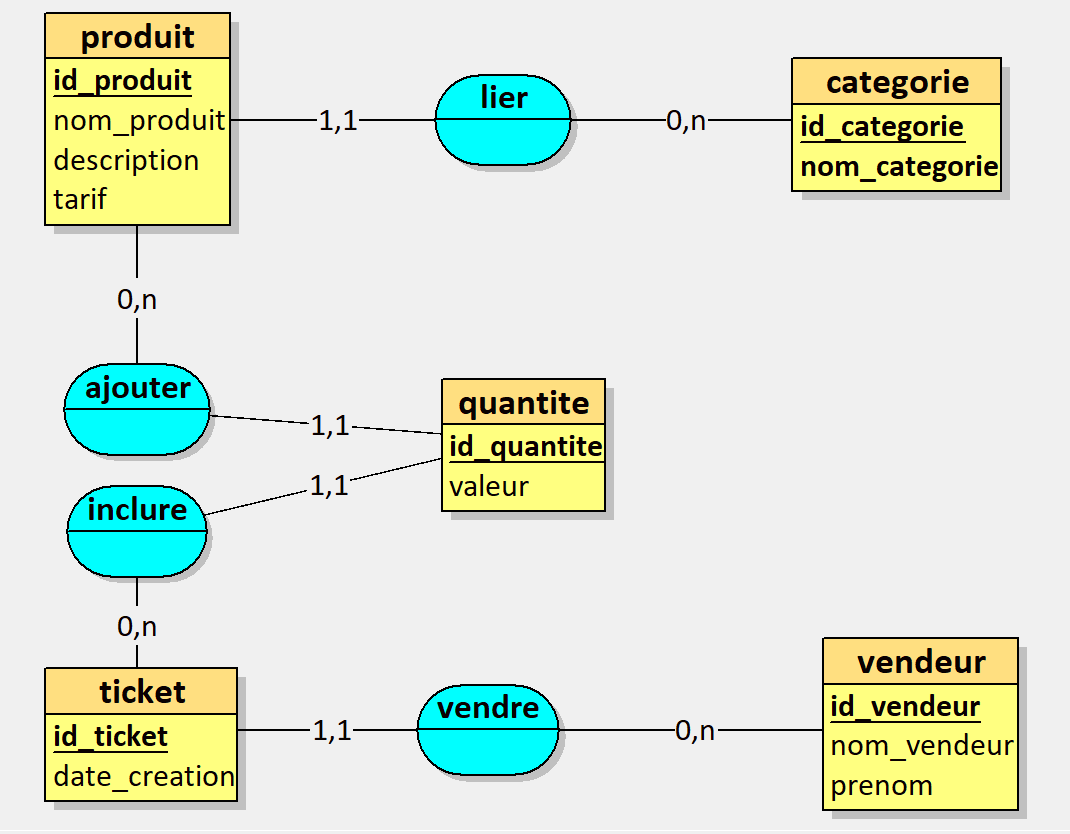 produit
id_produit
nom_produit
description
tarif
1,1
lier
0,n
categorie
id_categorie
nom_categorie
0,n
ajouter
1,1
quantite
id_quantite
valeur
1,1
inclure
0,n
ticket
id_ticket
date_creation
1,1
vendre
0,n
vendeur
id_vendeur
nom_vendeur
prenom